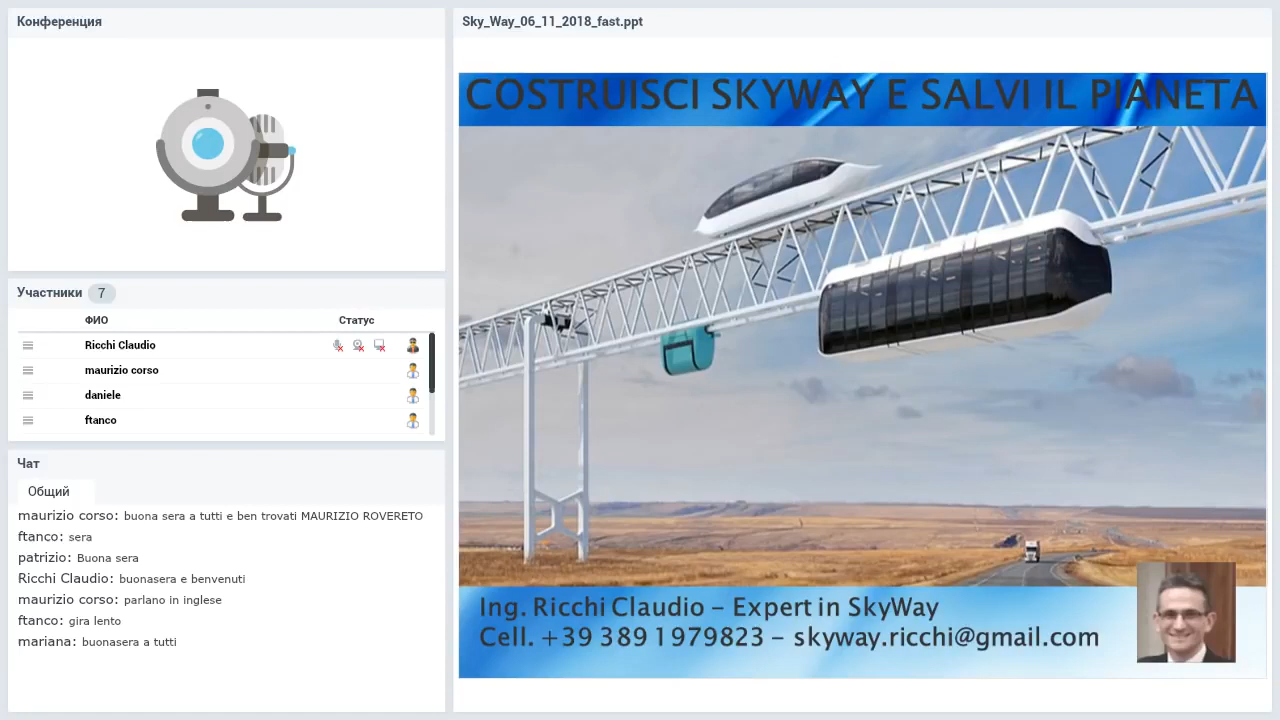 Конференция
Участники 7
ФИО Статус
Ricchi Claudio
maurizio corso
daniele
ftanco
Чат
Общий
maurizio corso: buona sera a tutti e ben trovati MAURIZIO ROVERETO
ftanco: sera
patrizio: Buona sera
Ricchi Claudio: buonasera e benvenuti
maurizio corso: parlano in inglese
ftanco: gira lento
mariana: buonasera a tutti
Sky_Way_06_11_2018_fast.ppt
COSTRUISCI SKYWAY E SALVI IL PIANETA
Ing. Ricchi Claudio – Expert in SkyWay
Cell. +39 389 1979823 – skyway.ricchi@gmail.com